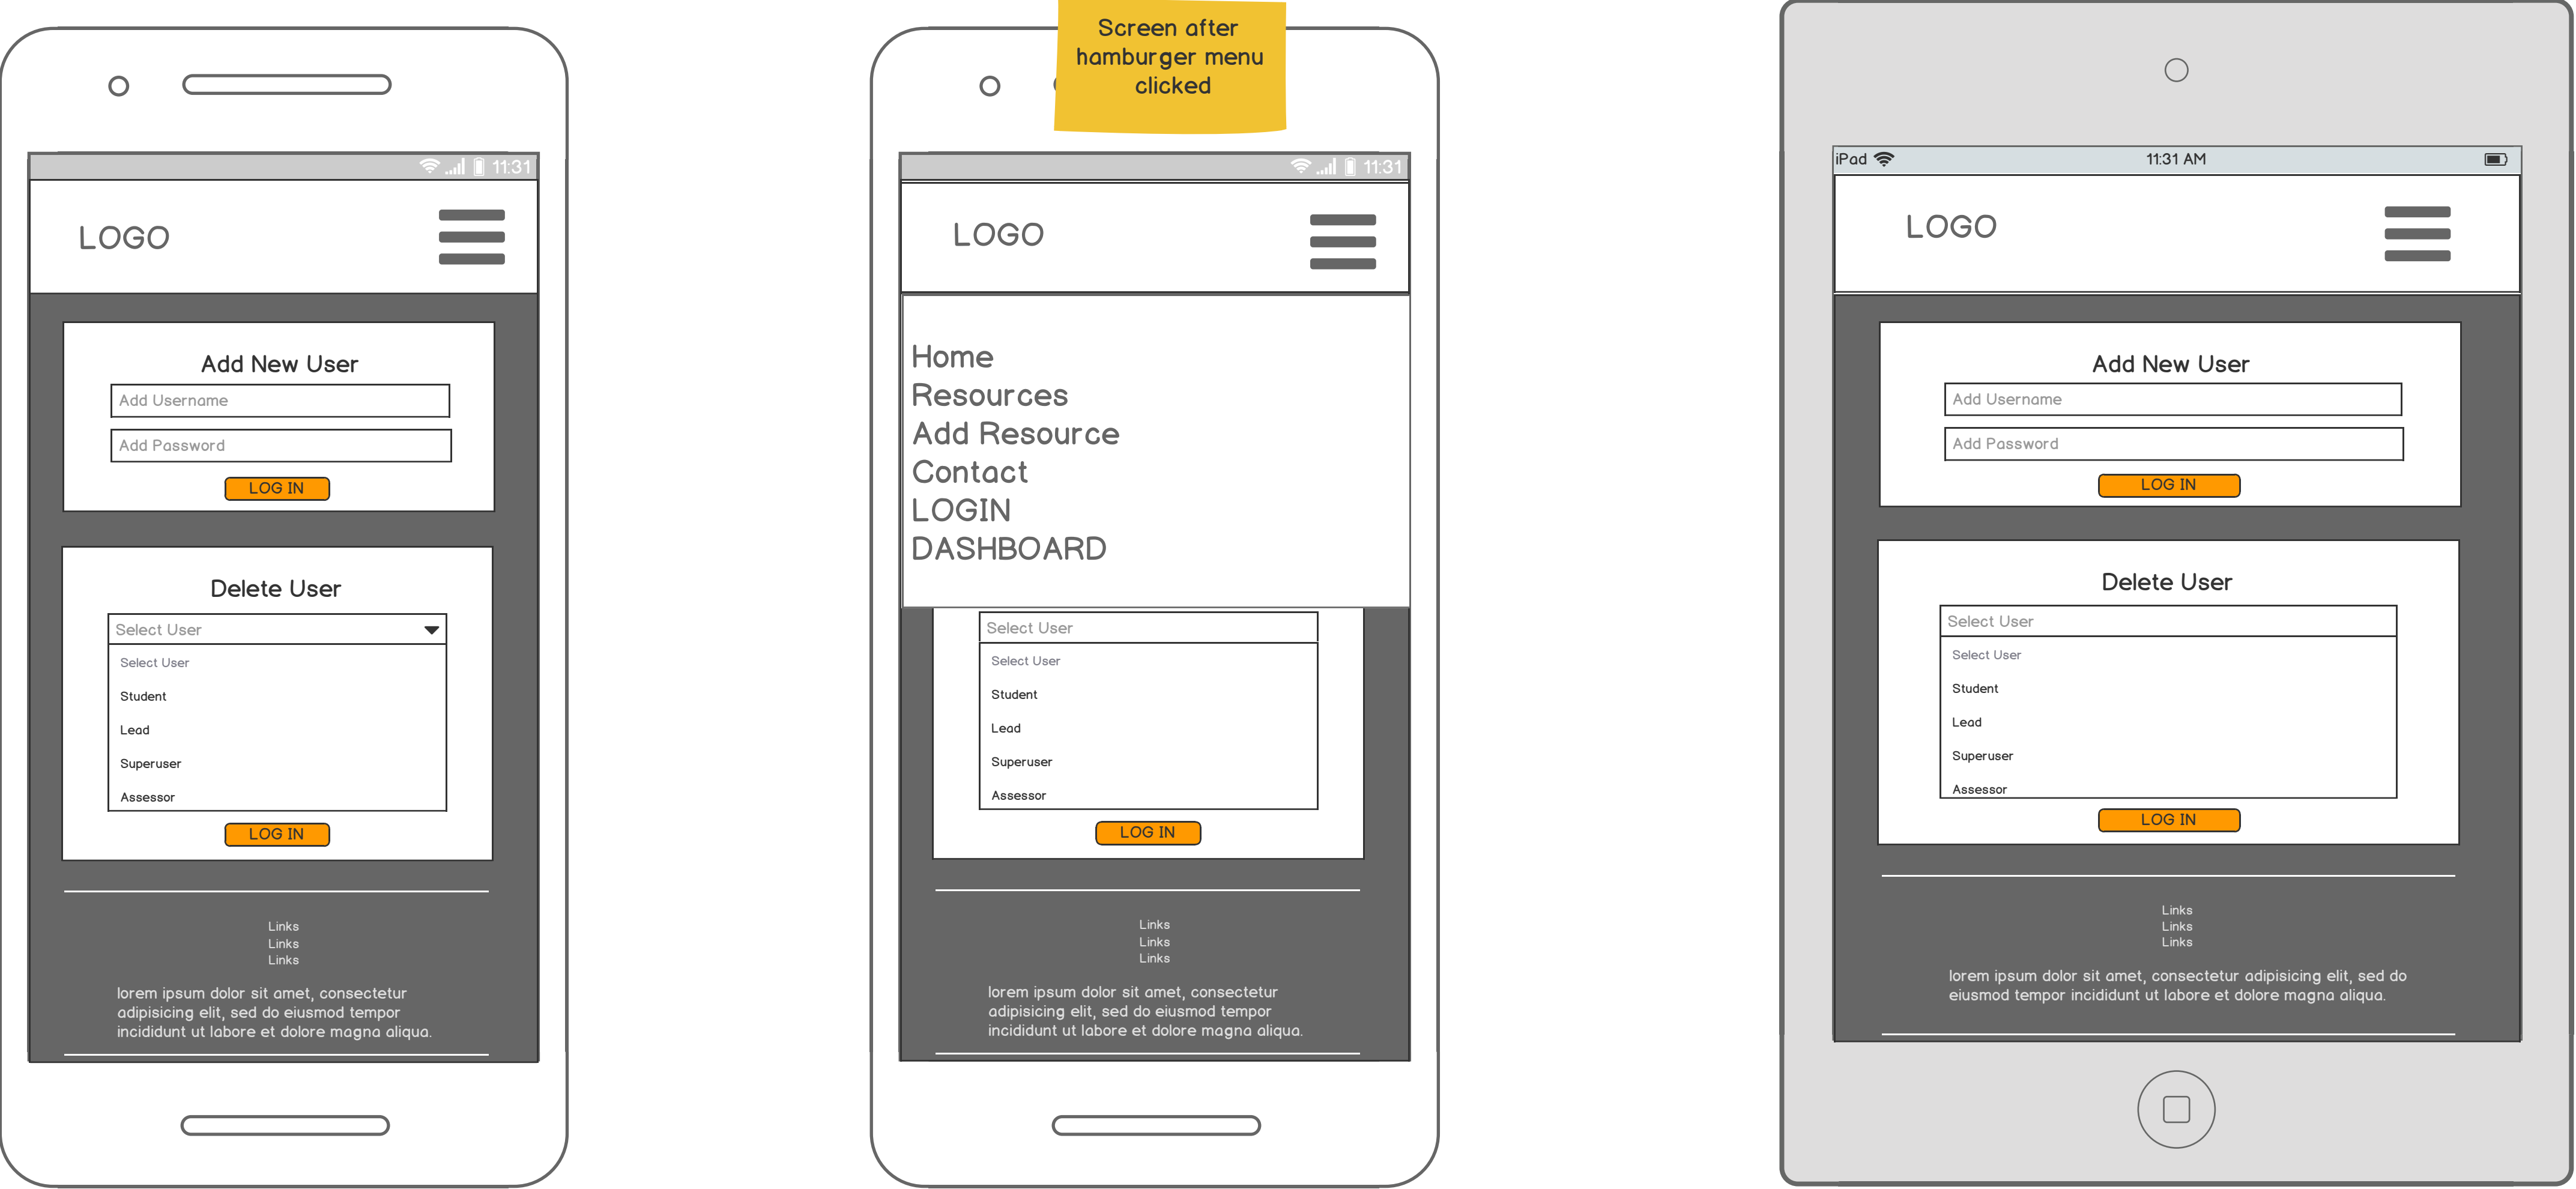 11:31
LOGO
Add New User
Add Username
Add Password
LOG IN
Delete User
Select User
Select User
Student
Lead
Superuser
Assessor
LOG IN
Links
Links
Links
lorem ipsum dolor sit amet, consectetur
adipisicing elit, sed do eiusmod tempor
incididunt ut labore et dolore magna aliqua.
Screen after
hamburger menu
clicked
11:31
LOGO
Home
Resources
Add Resource
Contact
LOGIN
DASHBOARD
Select User
Select User
Student
Lead
Superuser
Assessor
LOG IN
Links
Links
Links
lorem ipsum dolor sit amet, consectetur
adipisicing elit, sed do eiusmod tempor
incididunt ut labore et dolore magna aliqua.
iPad 11:31 AM
LOGO
Add New User
Add Username
Add Password
LOG IN
Delete User
Select User
Select User
Student
Lead
Superuser
Assessor
LOG IN
Links
Links
Links
lorem ipsum dolor sit amet, consectetur adipisicing elit, sed do
eiusmod tempor incididunt ut labore et dolore magna aliqua.